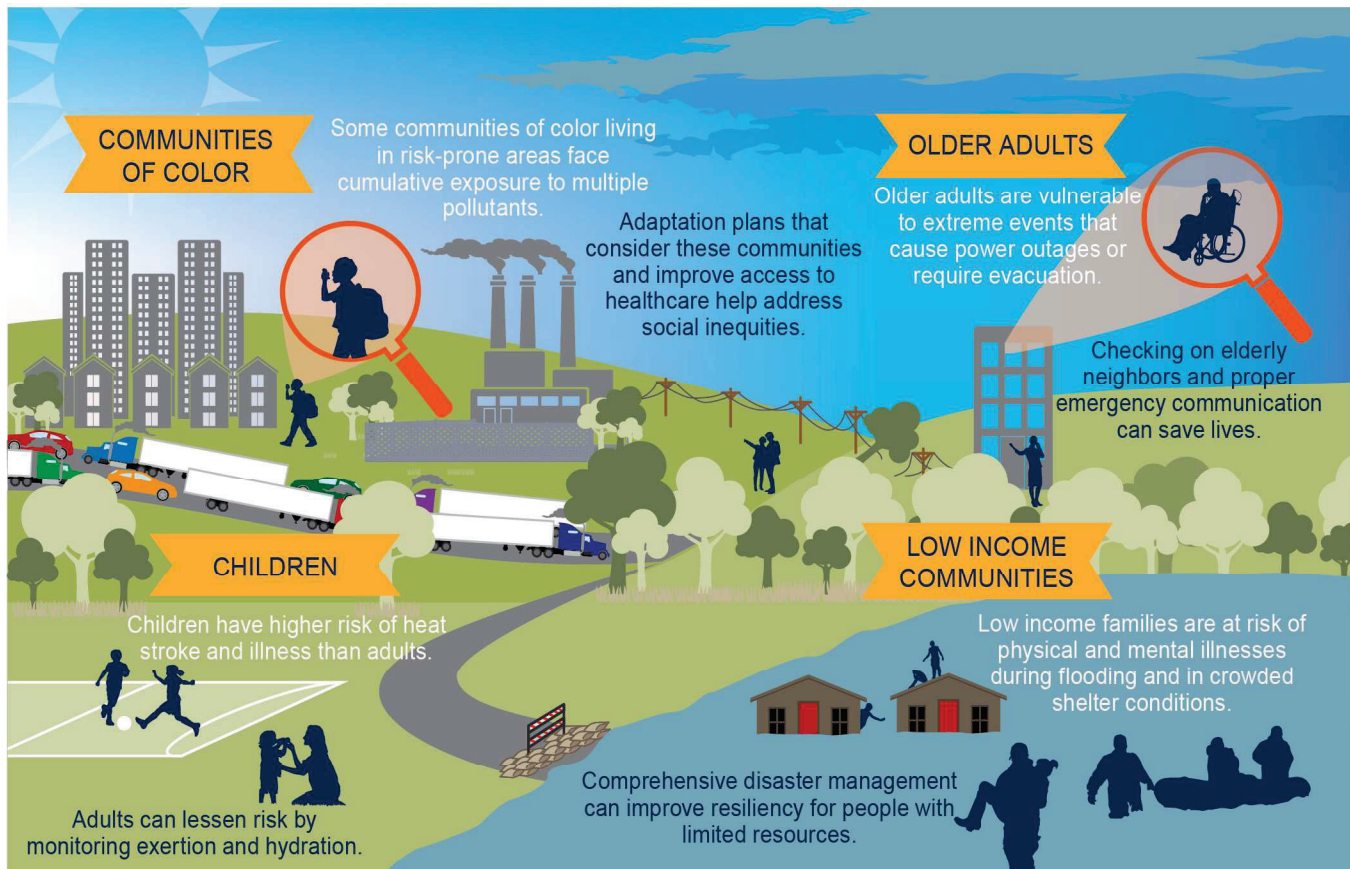 COMMUNITIES
OF COLOR
Some communities of color living
in risk-prone areas face
cumulative exposure to multiple
pollutants.
Adaptation plans that
consider these communities
and improve access to
healthcare help address
social inequities.
OLDER ADULTS
Older adults are vulnerable
to extreme events that
cause power outages or
require evacuation.
Checking on elderly
neighbors and proper
emergency communication
can save lives.
CHILDREN
Children have higher risk of heat
stroke and illness than adults.
Adults can lessen risk by
monitoring exertion and hydration.
LOW INCOME
COMMUNITIES
Low income families are at risk of
physical and mental illnesses
during flooding and in crowded
shelter conditions.
Comprehensive disaster management
can improve resiliency for people with
limited resources.